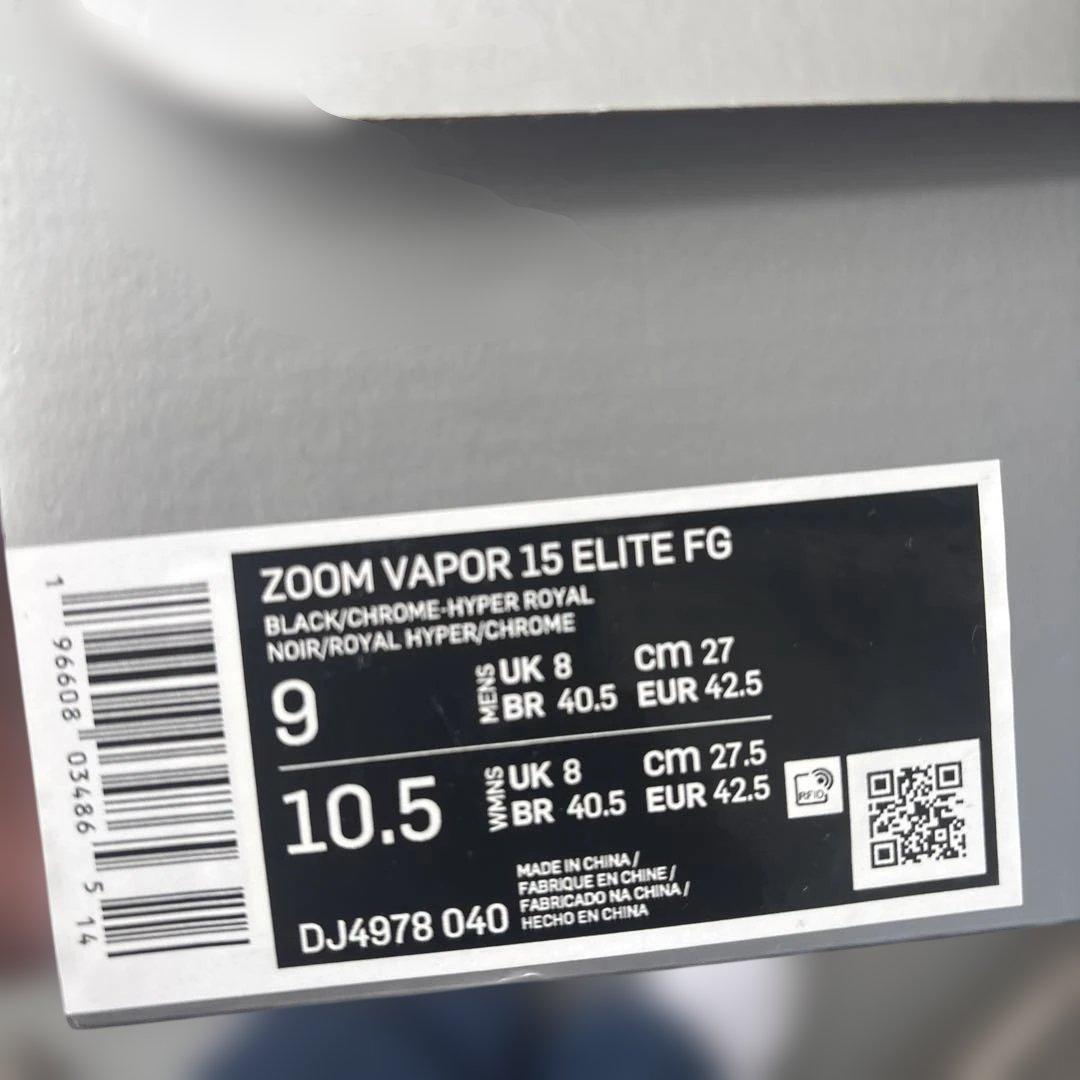 ZOOM VAPOR 15 ELITE FG
BLACK/CHROME-HYPER ROYAL
NOIR/ROYAL HYPER/CHROME
9
MENS
UK 8 cm 27
BR 40.5 EUR 42.5
10.5
WMNS
UK 8 cm 27.5
BR 40.5 EUR 42.5
RFID
DJ4978 040
MADE IN CHINA /
FABRIQUE EN CHINE /
FABRICADO NA CHINA /
HECHO EN CHINA
1 96608 03486 5 14